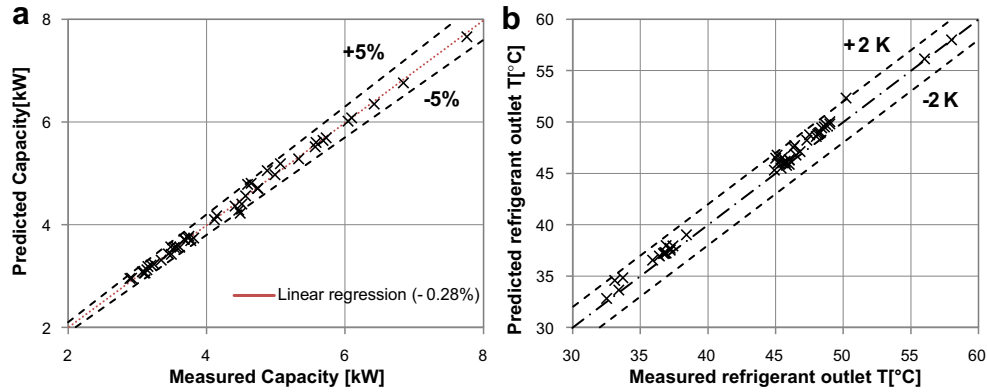 a
8
6
4
2
2
4
6
8
Predicted Capacity[kW]
Measured Capacity [kW]
+5%
-5%
Linear regression (- 0.28%)
b
60
55
50
45
40
35
30
30
35
40
45
50
55
60
Predicted refrigerant outlet T[°C]
Measured refrigerant outlet T[°C]
+2 K
-2 K